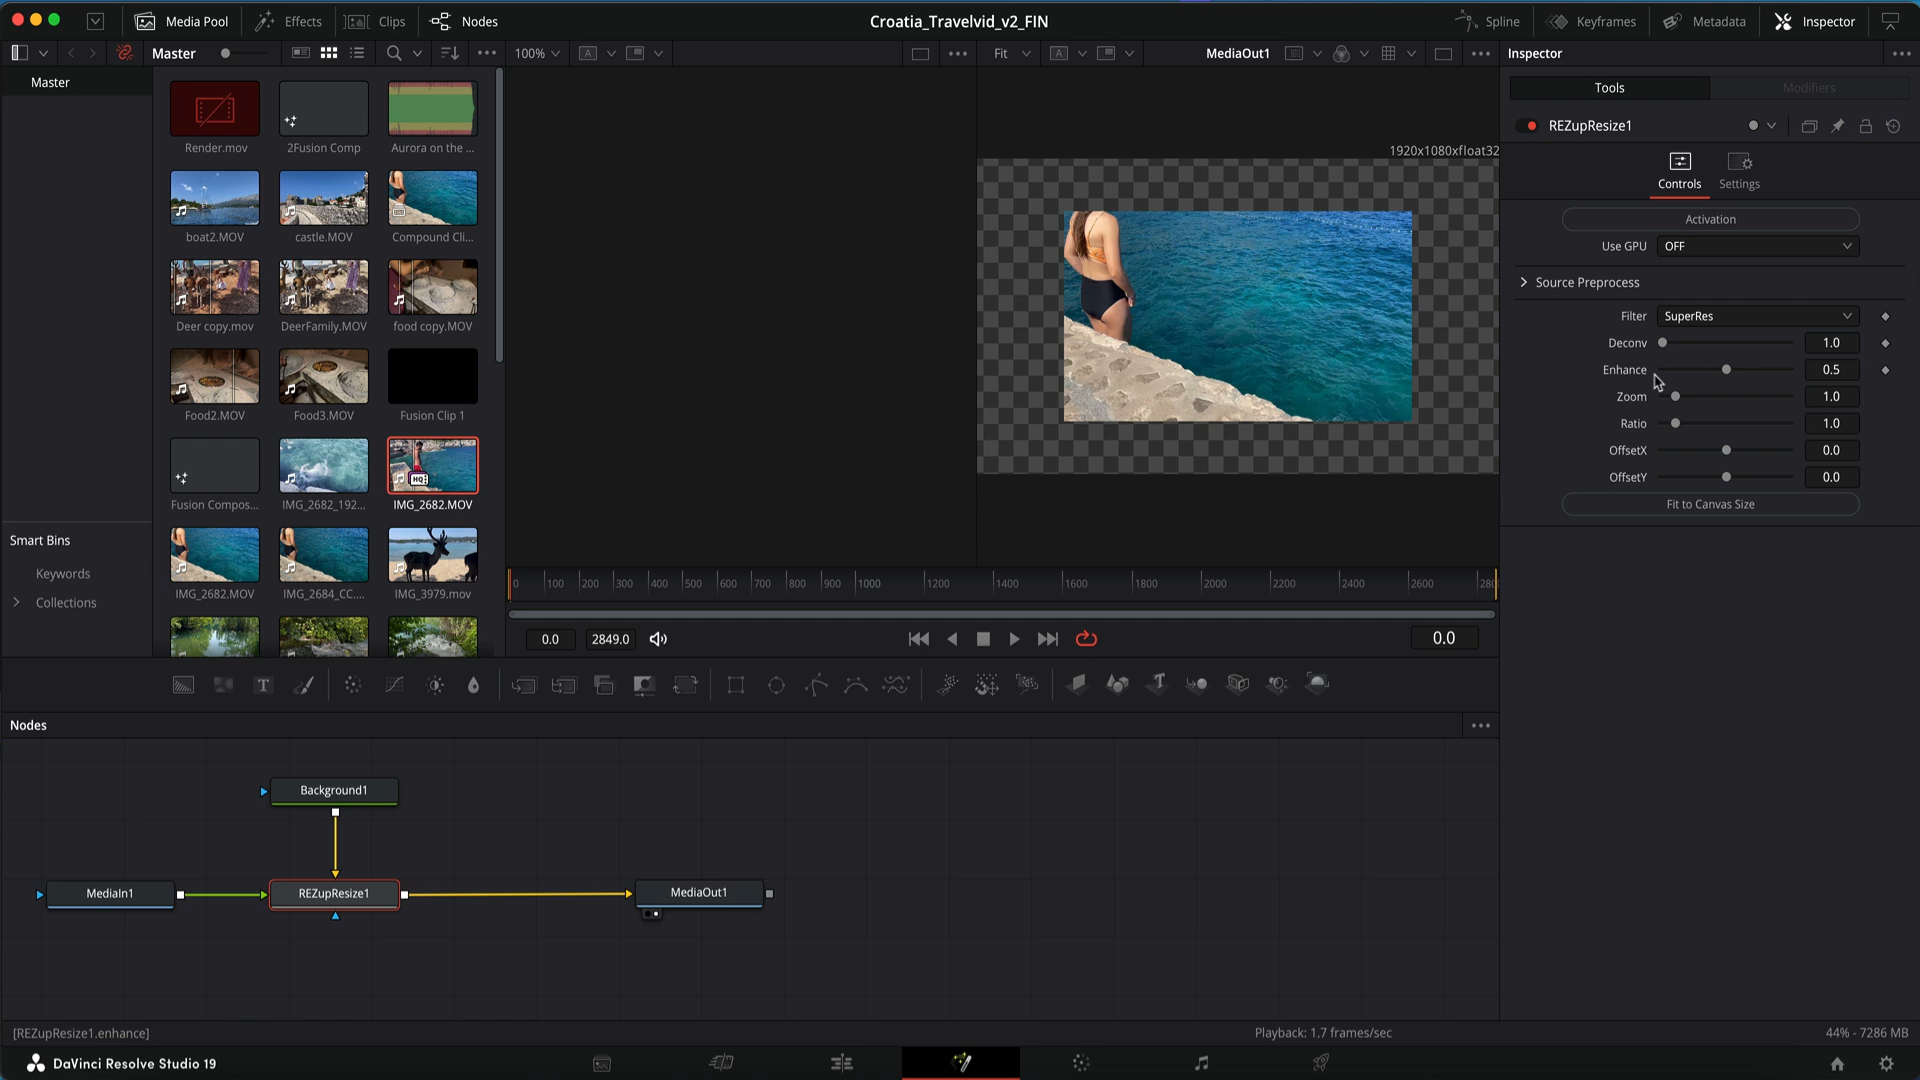 Media Pool
Effects
Clips
Nodes
Croatia_Travelvid_v2_FIN
Spline
Keyframes
Metadata
Inspector
Master
100%
A
Fit
A
MediaOut1
Inspector
Master
Render.mov
2Fusion Comp
Aurora on the ...
boat2.MOV
castle.MOV
Compound Cli...
Deer copy.mov
DeerFamily.MOV
food copy.MOV
Food2.MOV
Food3.MOV
Fusion Clip 1
HQ
Fusion Compos...
IMG_2682_192...
IMG_2682.MOV
IMG_2682.MOV
IMG_2684_CC....
IMG_3979.mov
Smart Bins
Keywords
Collections
1920x1080xfloat32
0 100 200 300 400 500 600 700 800 900 1000 1200 1400 1600 1800 2000 2200 2400 2600 280
0.0
2849.0
0.0
Tools
Modifiers
REZupResize1
Controls
Settings
Activation
Use GPU OFF
Source Preprocess
Filter SuperRes
Deconv 1.0
Enhance 0.5
Zoom 1.0
Ratio 1.0
OffsetX 0.0
OffsetY 0.0
Fit to Canvas Size
T
T
Nodes
Background1
MediaIn1
REZupResize1
MediaOut1
[REZupResize1.enhance]
Playback: 1.7 frames/sec
44% - 7286 MB
DaVinci Resolve Studio 19